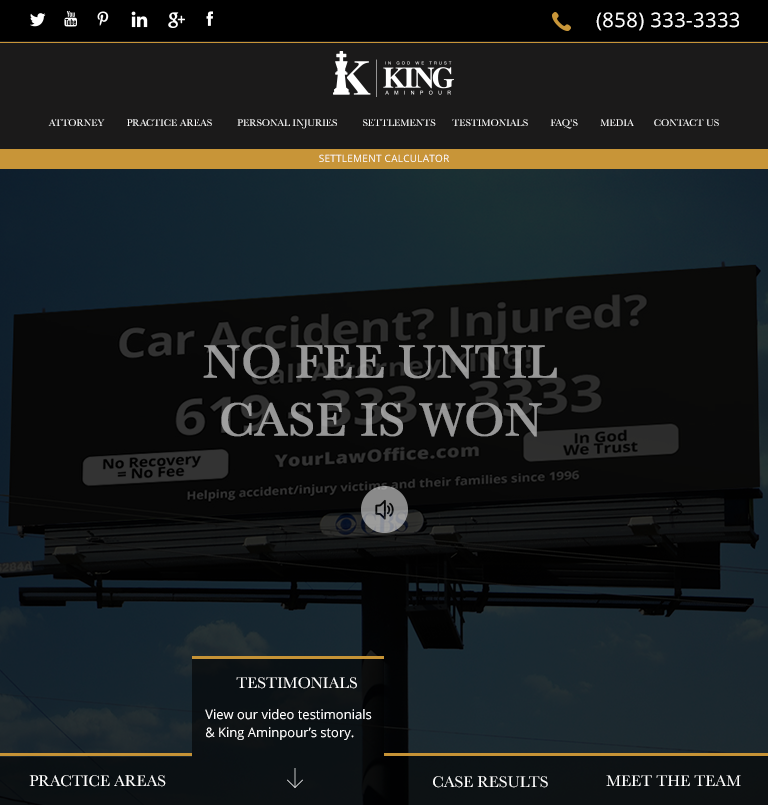 You Tube
(858) 333-3333
IN GOD WE TRUST
KING
AMINPOUR
ATTORNEY PRACTICE AREAS PERSONAL INJURIES SETTLEMENTS TESTIMONIALS FAQ'S MEDIA CONTACT US
SETTLEMENT CALCULATOR
Car Accident? Injured?
Call Attorney KING!
NO FEE UNTIL
CASE IS WON
619 - 333 - 3333
No Recovery
= No Fee
YourLawOffice.com
In God
We Trust
Helping accident/injury victims and their families since 1996
CBS
TESTIMONIALS
View our video testimonials
& King Aminpour's story.
PRACTICE AREAS
CASE RESULTS
MEET THE TEAM